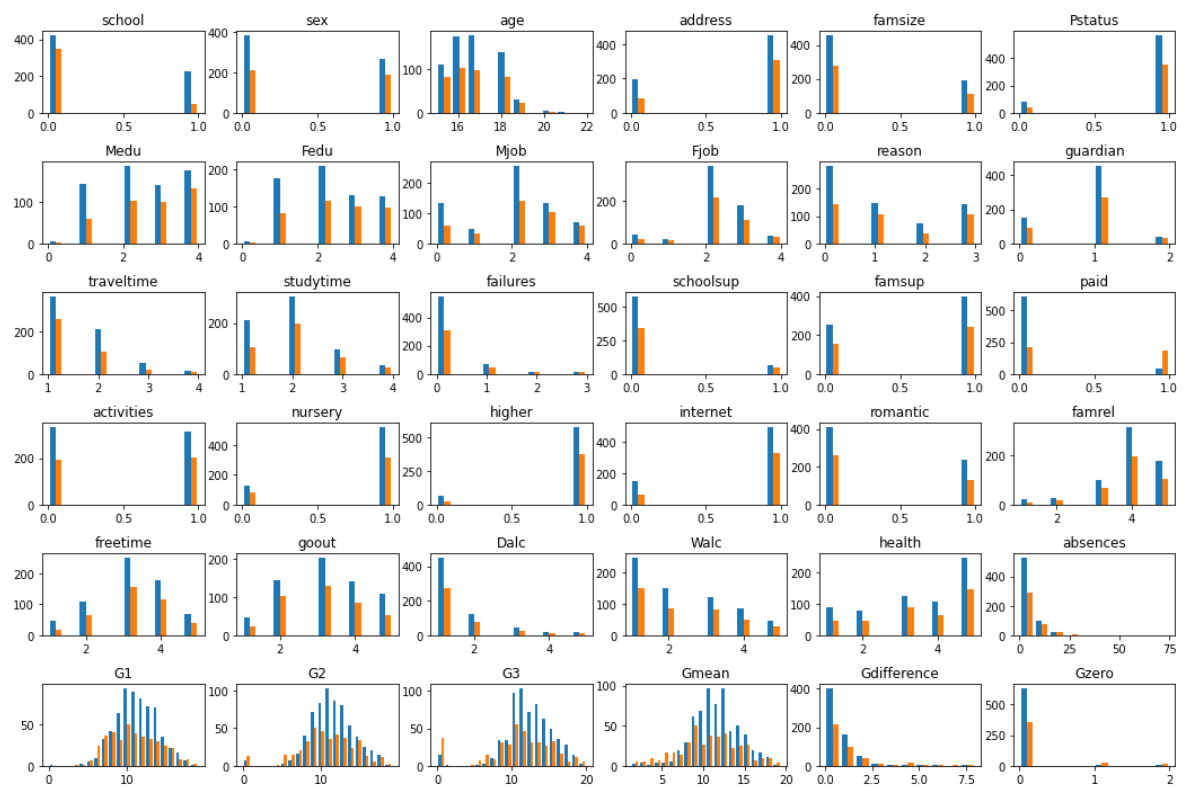 school sex age address famsize Pstatus
400 200 0 0.0 0.5 1.0
400 200 0 0.0 0.5 1.0
100 0 16 18 20 22
400 200 0 0.0 0.5 1.0
400 200 0 0.0 0.5 1.0
400 200 0 0.0 0.5 1.0
Medu Fedu Mjob Fjob reason guardian
100 0 0 2 4
200 100 0 0 2 4
200 100 0 0 2 4
200 0 0 2 4
200 100 0 0 1 2 3
400 200 0 0 1 2
traveltime studytime failures schoolsup famsup paid
200 0 1 2 3 4
200 0 1 2 3 4
400 200 0 0 1 2 3
500 250 0 0.0 0.5 1.0
400 200 0 0.0 0.5 1.0
500 250 0 0.0 0.5 1.0
activities nursery higher internet romantic famrel
200 0 0.0 0.5 1.0
400 200 0 0.0 0.5 1.0
500 250 0 0.0 0.5 1.0
400 200 0 0.0 0.5 1.0
400 200 0 0.0 0.5 1.0
200 0 2 4
freetime goout Dalc Walc health absences
200 100 0 2 4
200 100 0 2 4
400 200 0 2 4
200 100 0 2 4
200 100 0 2 4
400 200 0 0 25 50 75
G1 G2 G3 Gmean Gdifference Gzero
50 0 0 10
100 50 0 0 10
100 50 0 0 10 20
100 50 0 5 10 15 20
400 200 0 0.0 2.5 5.0 7.5
500 250 0 0 1 2